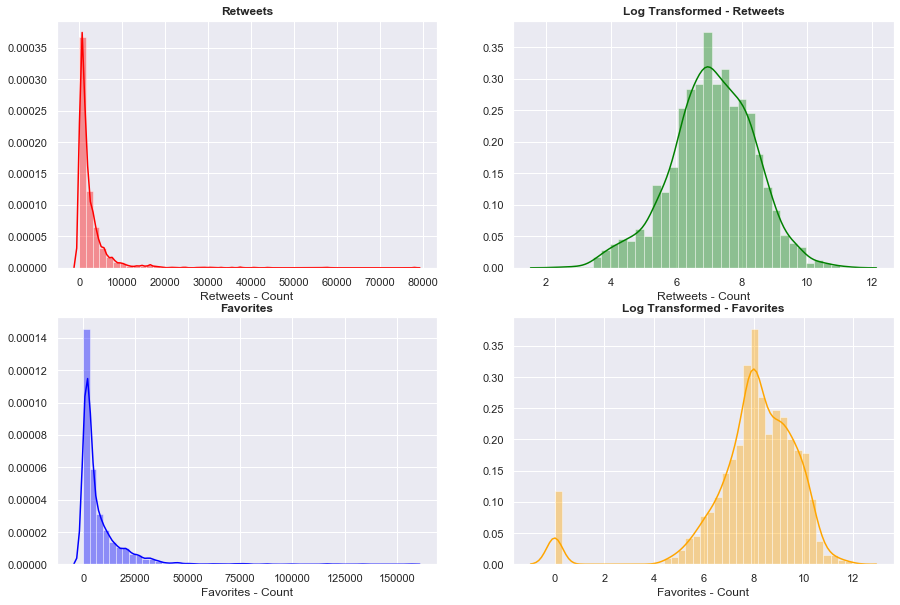 Retweets
0.00035
0.00030
0.00025
0.00020
0.00015
0.00010
0.00005
0.00000
0 10000 20000 30000 40000 50000 60000 70000 80000
Retweets - Count
Log Transformed - Retweets
0.35
0.30
0.25
0.20
0.15
0.10
0.05
0.00
2 4 6 8 10 12
Retweets - Count
Favorites
0.00014
0.00012
0.00010
0.00008
0.00006
0.00004
0.00002
0.00000
0 25000 50000 75000 100000 125000 150000
Favorites - Count
Log Transformed - Favorites
0.35
0.30
0.25
0.20
0.15
0.10
0.05
0.00
0 2 4 6 8 10 12
Favorites - Count